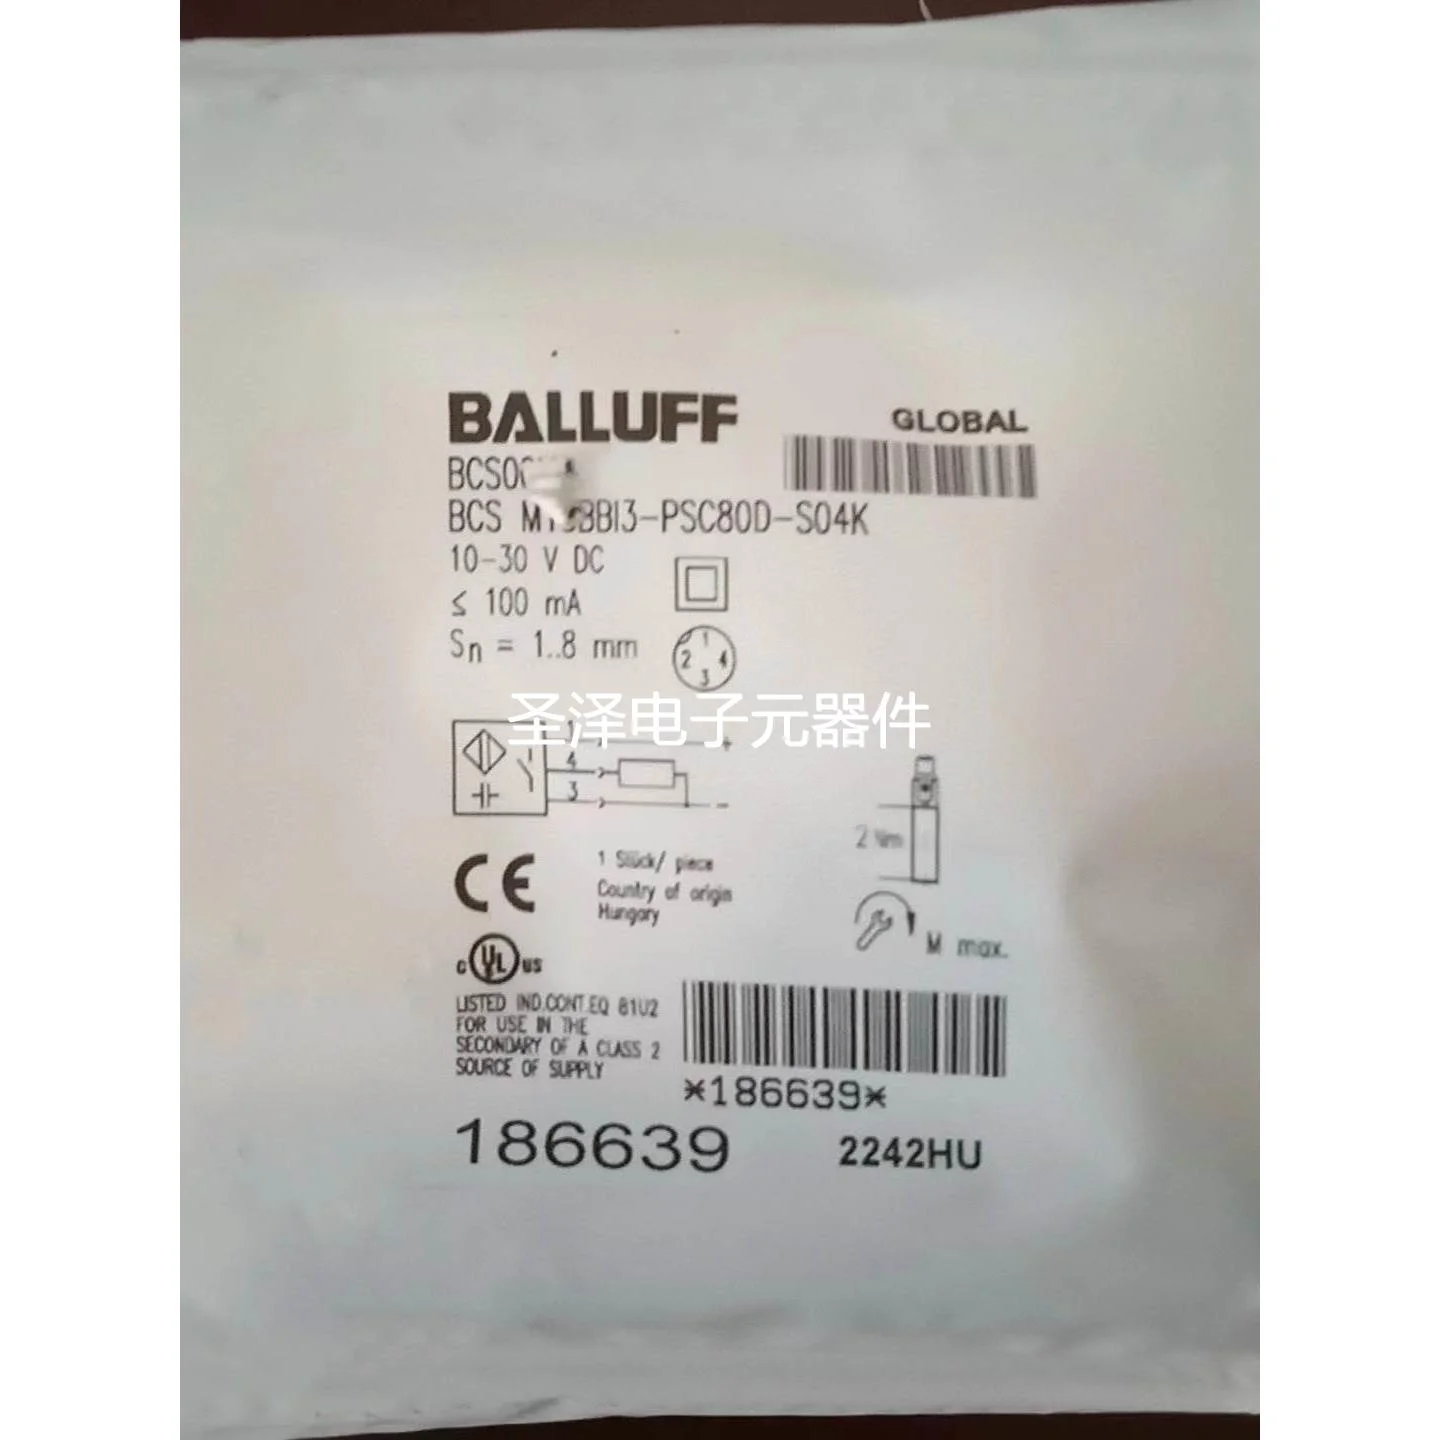 BALLUFF
GLOBAL
BCS M18BBI3-PSC80D-S04K
10-30 V DC
≤ 100 mA
Sn = 1..8 mm
1
2 4
3
圣泽电子元器件
1
+
4
3
-
2 Nm
CE
1 Stück/ piece
Country of origin
Hungary
M max.
C UL US
LISTED IND.CONT.EQ 81U2
FOR USE IN THE
SECONDARY OF A CLASS 2
SOURCE OF SUPPLY
*186639*
186639
2242HU